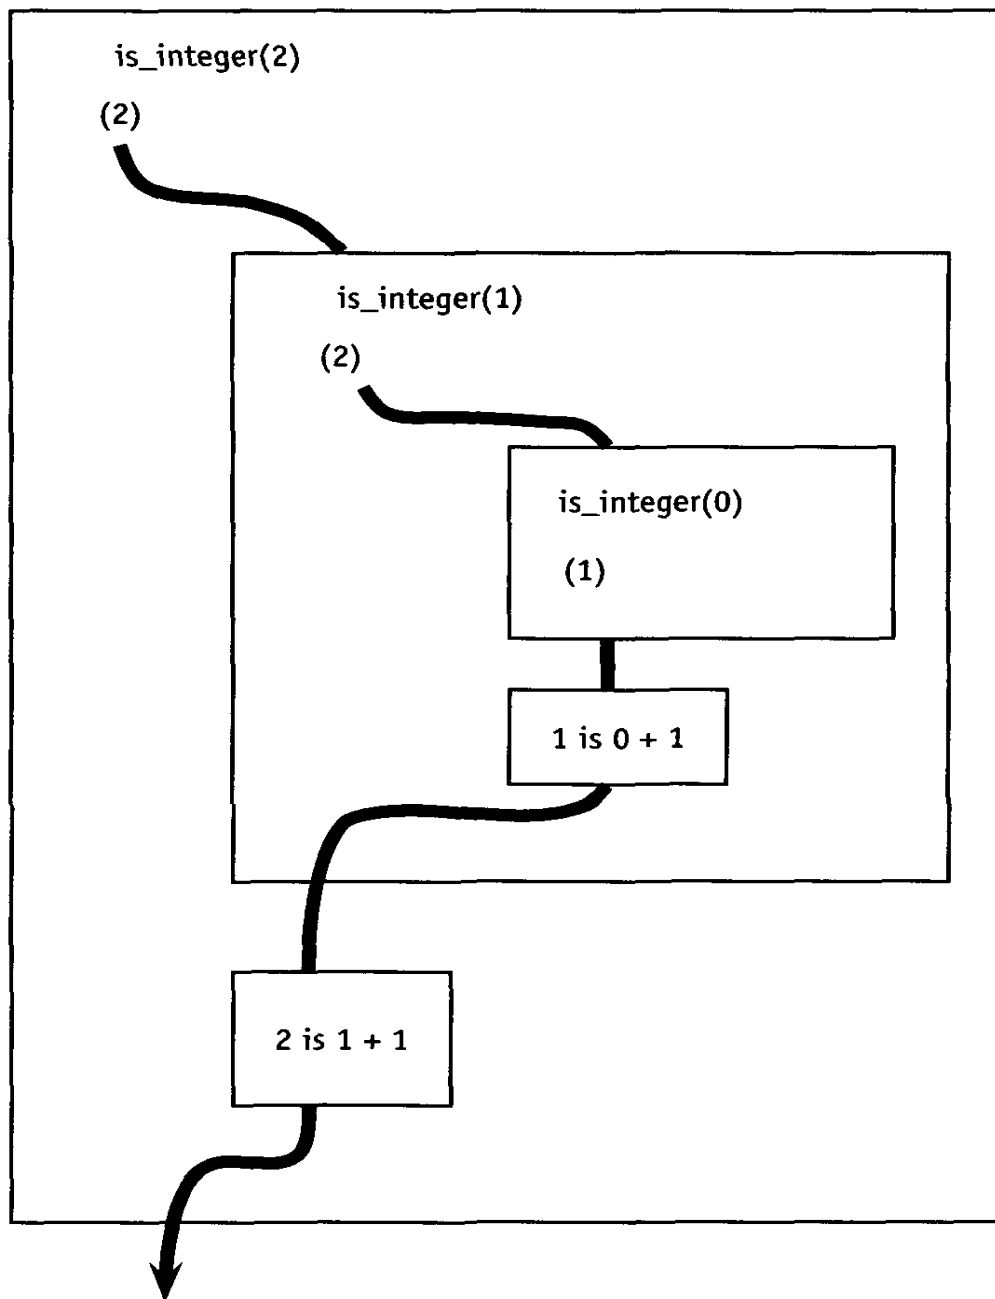 is_integer(2)
(2)
is_integer(1)
(2)
is_integer(0)
(1)
1 is 0 + 1
2 is 1 + 1